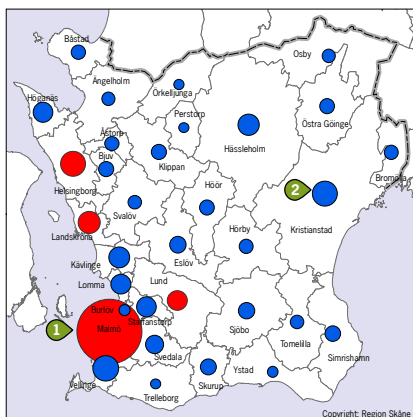 Båstad
Osby
Ängelholm
Örkelljunga
Höganäs
Perstorp
Östra Göinge
Åstorp
Hässleholm
Bjuv
Klippan
Bromölla
Helsingborg
Höör
2
Svalöv
Landskrona
Hörby
Kristianstad
Kävlinge
Eslöv
Lomma
Lund
Burlöv
Staffanstorp
1
Malmö
Sjöbo
Svedala
Tomelilla
Simrishamn
Vellinge
Skurup
Ystad
Trelleborg
Copyright: Region Skåne